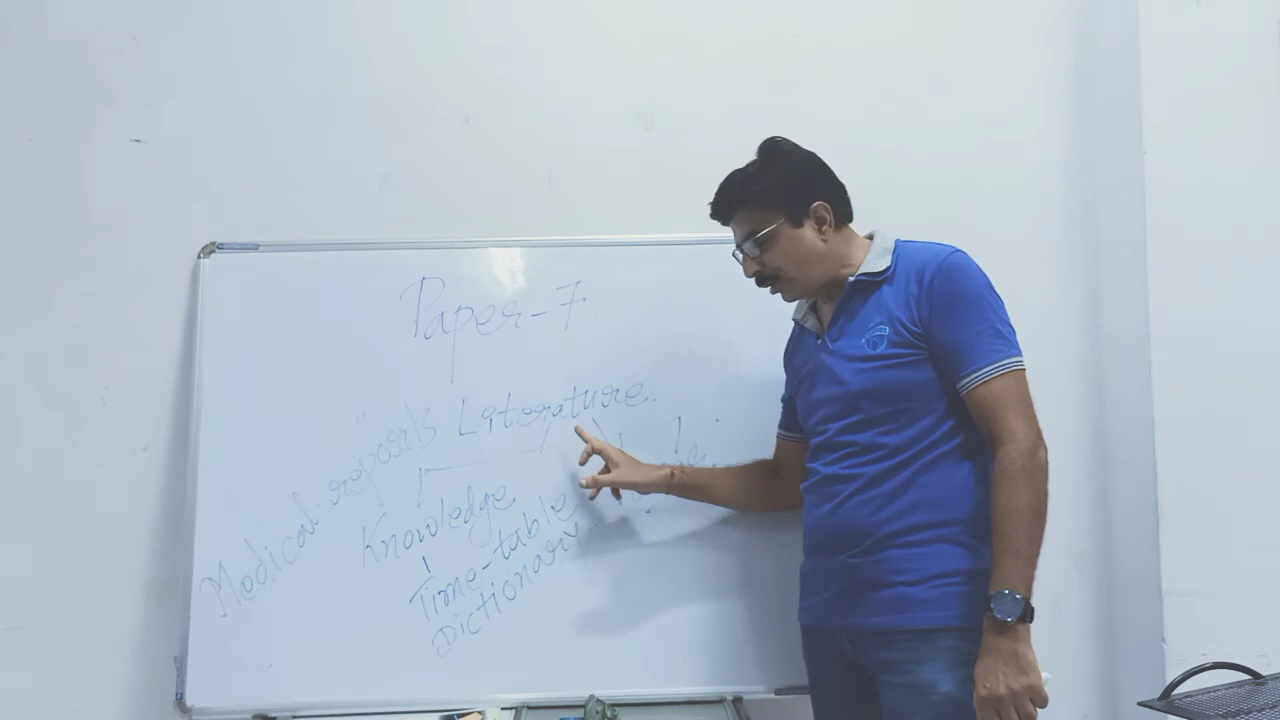 Paper-7.
Literature.
Medical reports
Knowledge
Time-table
Dictionary